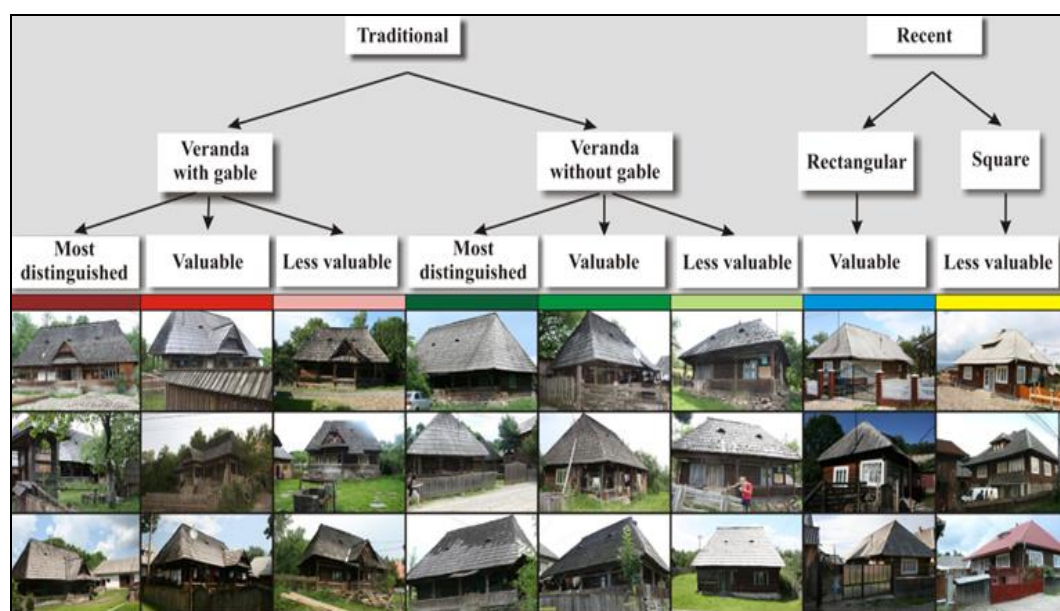 Traditional
Recent
Veranda
with gable
Veranda
without gable
Rectangular
Square
Most
distinguished
Valuable
Less valuable
Most
distinguished
Valuable
Less valuable
Valuable
Less valuable